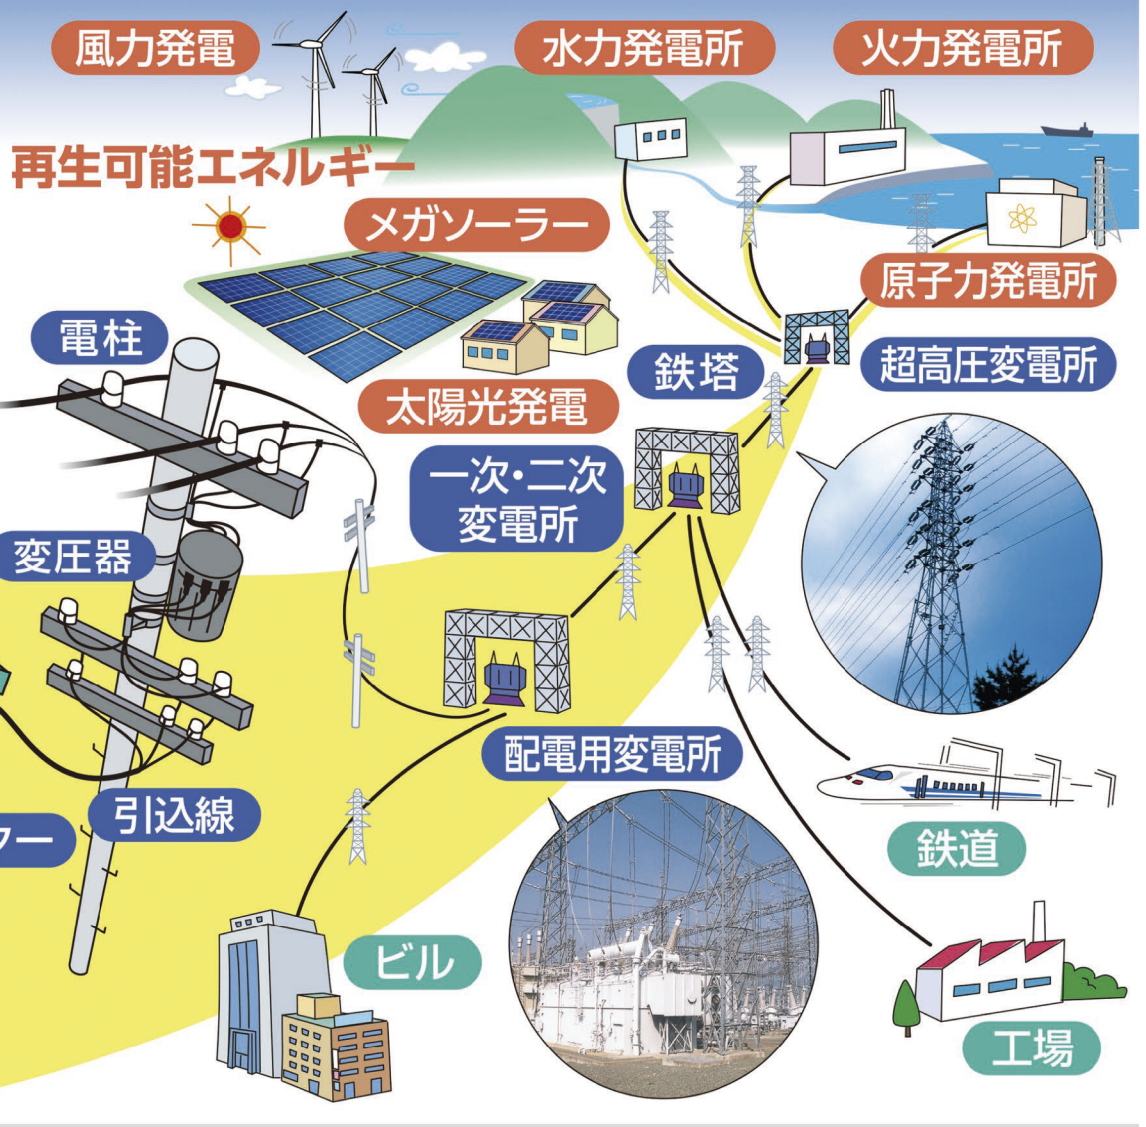 風力発電
水力発電所
火力発電所
再生可能エネルギー
メガソーラー
原子力発電所
電柱
鉄塔
超高圧変電所
太陽光発電
一次・二次
変電所
変圧器
配電用変電所
引込線
ター
鉄道
ビル
工場